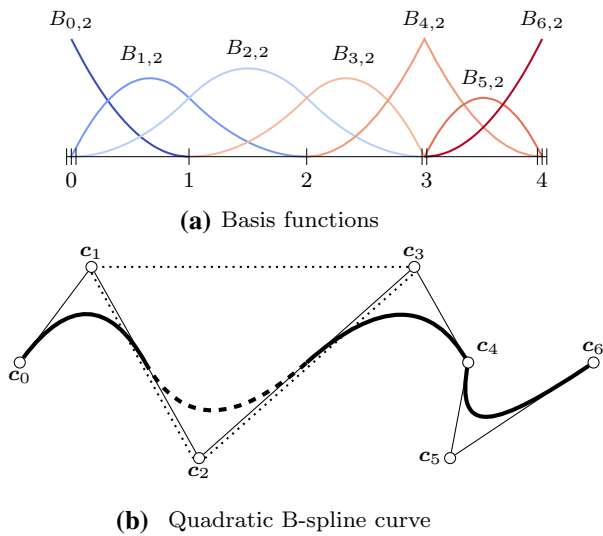 B₀,₂ B₄,₂ B₆,₂
B₁,₂ B₂,₂ B₃,₂ B₅,₂
0 1 2 3 4
(a) Basis functions
c₁ c₃
c₀ c₄ c₆
c₂ c₅
(b) Quadratic B-spline curve